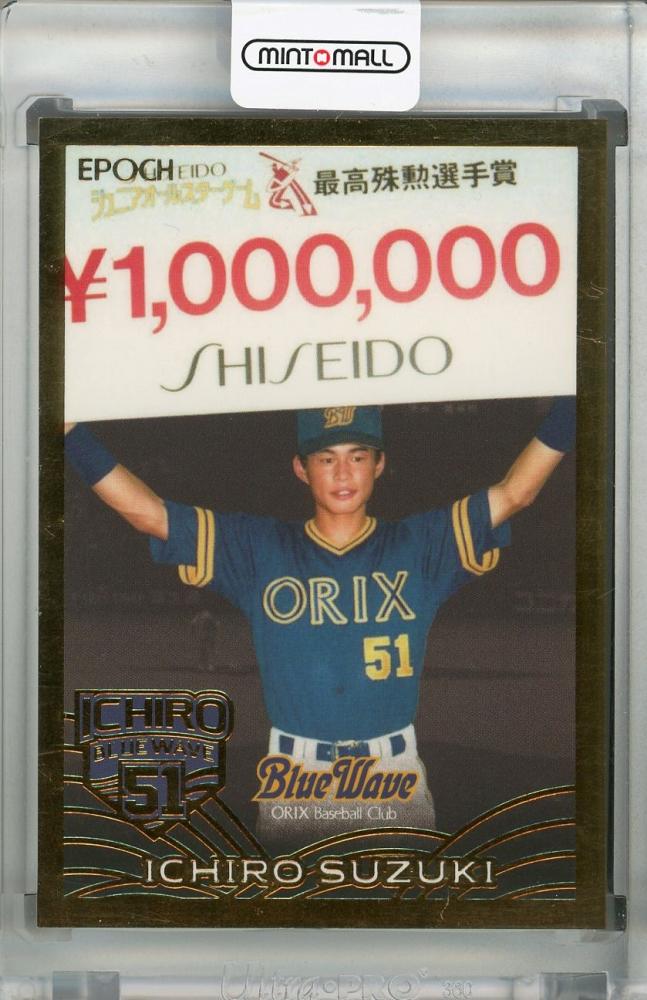 MINTOMALL
EPOCH EIDO
ジュニアオールスターゲーム
最高殊勲選手賞
¥1,000,000
SHISEIDO
BW
ORIX
51
ICHIRO
BLUE WAVE
51
BlueWave
ORIX Baseball Club
ICHIRO SUZUKI
Ultra·PRO®